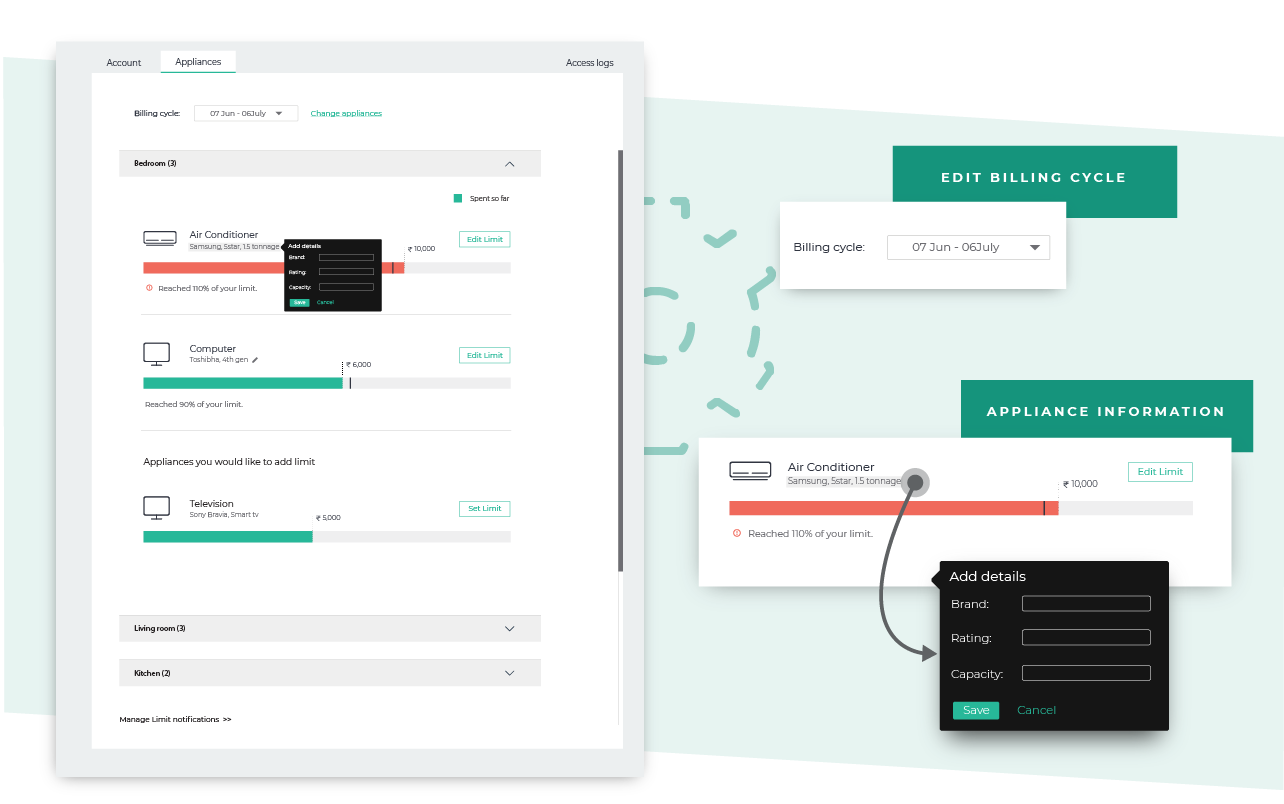 Account
Appliances
Access logs
Billing cycle:
07 Jun - 06July
Change appliances
Bedroom (3)
Spent so far
Air Conditioner
Samsung, 5star, 1.5 tonnage
₹ 10,000
Edit Limit
Add details
Brand:
Rating:
Capacity:
Save
Cancel
Reached 110% of your limit.
Computer
Toshibha, 4th gen
₹ 6,000
Edit Limit
Reached 90% of your limit.
Appliances you would like to add limit
Television
Sony Bravia, Smart tv
₹ 5,000
Set Limit
Living room (3)
Kitchen (2)
Manage Limit notifications >>
EDIT BILLING CYCLE
Billing cycle:
07 Jun - 06July
APPLIANCE INFORMATION
Air Conditioner
Samsung, 5star, 1.5 tonnage
₹ 10,000
Edit Limit
Reached 110% of your limit.
Add details
Brand:
Rating:
Capacity:
Save
Cancel